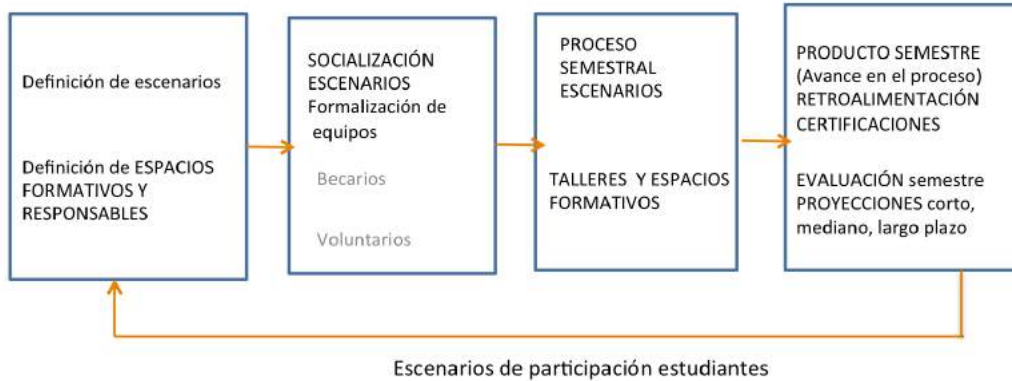 Definición de escenarios
Definición de ESPACIOS
FORMATIVOS Y
RESPONSABLES
SOCIALIZACIÓN
ESCENARIOS
Formalización de
equipos
Becarios
Voluntarios
PROCESO
SEMESTRAL
ESCENARIOS
TALLERES Y ESPACIOS
FORMATIVOS
PRODUCTO SEMESTRE
(Avance en el proceso)
RETROALIMENTACIÓN
CERTIFICACIONES
EVALUACIÓN semestre
PROYECCIONES corto,
mediano, largo plazo
Escenarios de participación estudiantes